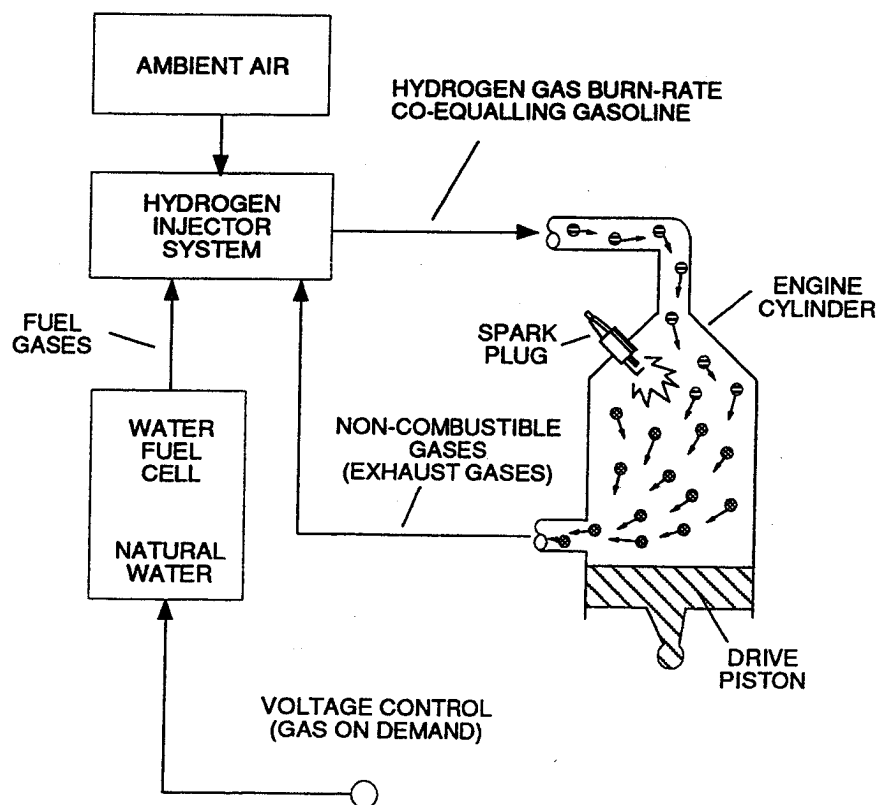 AMBIENT AIR
HYDROGEN GAS BURN-RATE
CO-EQUALLING GASOLINE
HYDROGEN
INJECTOR
SYSTEM
ENGINE
CYLINDER
SPARK
PLUG
FUEL
GASES
WATER
FUEL
CELL
NATURAL
WATER
NON-COMBUSTIBLE
GASES
(EXHAUST GASES)
DRIVE
PISTON
VOLTAGE CONTROL
(GAS ON DEMAND)